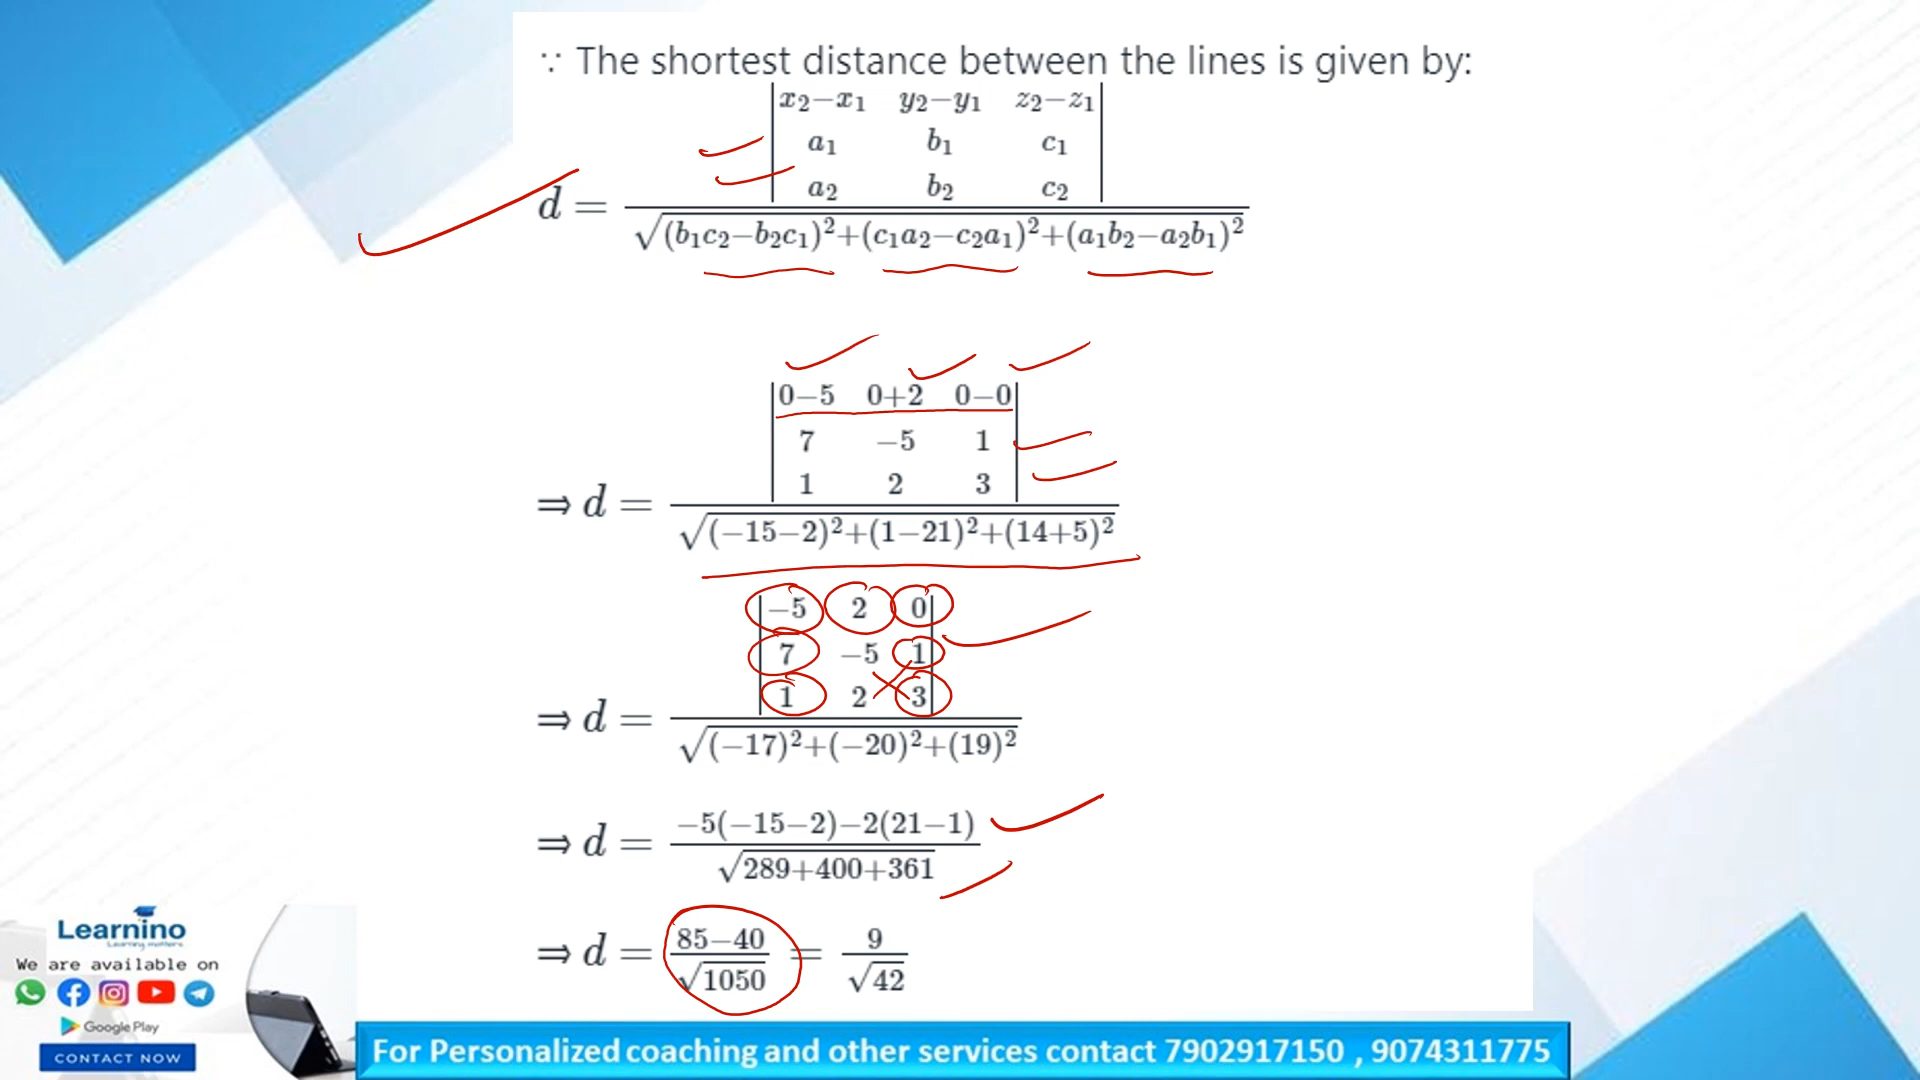 ∵ The shortest distance between the lines is given by:
x₂−x₁ y₂−y₁ z₂−z₁
a₁ b₁ c₁
a₂ b₂ c₂
d =
√(b₁c₂−b₂c₁)²+(c₁a₂−c₂a₁)²+(a₁b₂−a₂b₁)²
0−5 0+2 0−0
7 −5 1
1 2 3
⇒ d =
√(−15−2)²+(1−21)²+(14+5)²
−5 2 0
7 −5 1
1 2 3
⇒ d =
√(−17)²+(−20)²+(19)²
−5(−15−2)−2(21−1)
⇒ d =
√289+400+361
85−40 9
⇒ d = =
√1050 √42
Learnino
Learning matters
We are available on
Google Play
CONTACT NOW
For Personalized coaching and other services contact 7902917150 , 9074311775